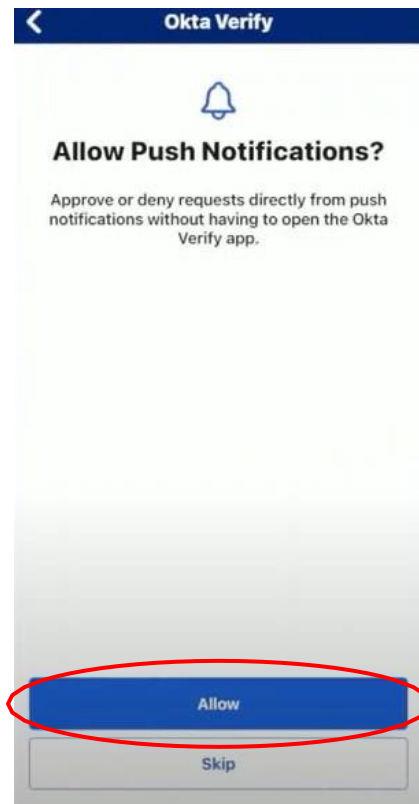 Okta Verify
Allow Push Notifications?
Approve or deny requests directly from push
notifications without having to open the Okta
Verify app.
Allow
Skip